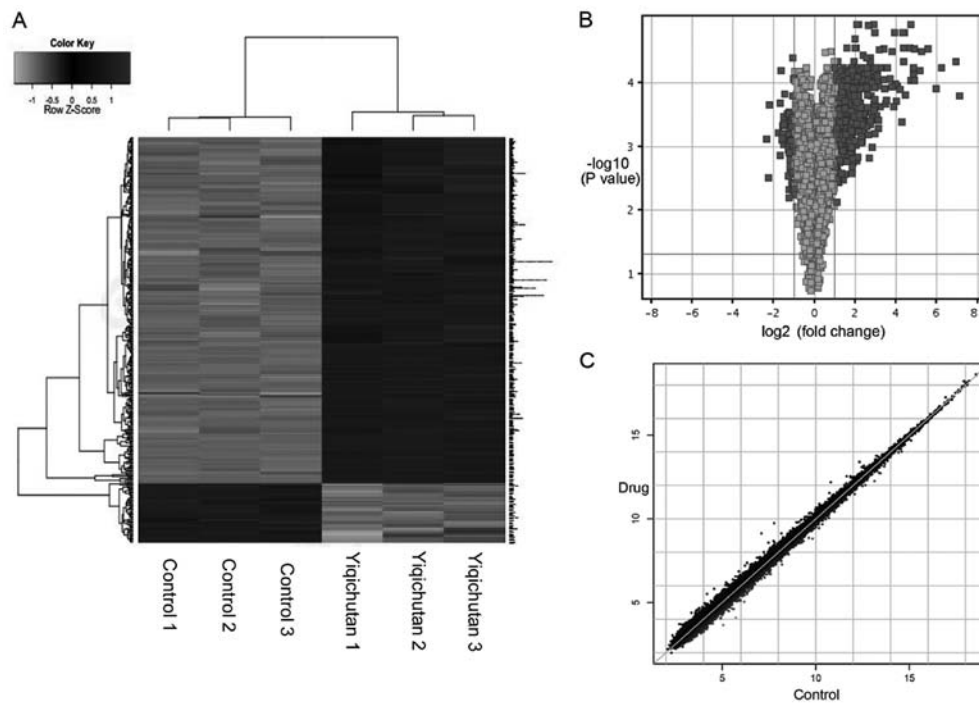 A
Color Key
-1 -0.5 0 0.5 1
Row Z-Score
Control 1
Control 2
Control 3
Yiqichutan 1
Yiqichutan 2
Yiqichutan 3
B
4
3
-log10
(P value)
2
1
-8 -6 -4 -2 0 2 4 6 8
log2 (fold change)
C
15
Drug
10
5
5 10 15
Control